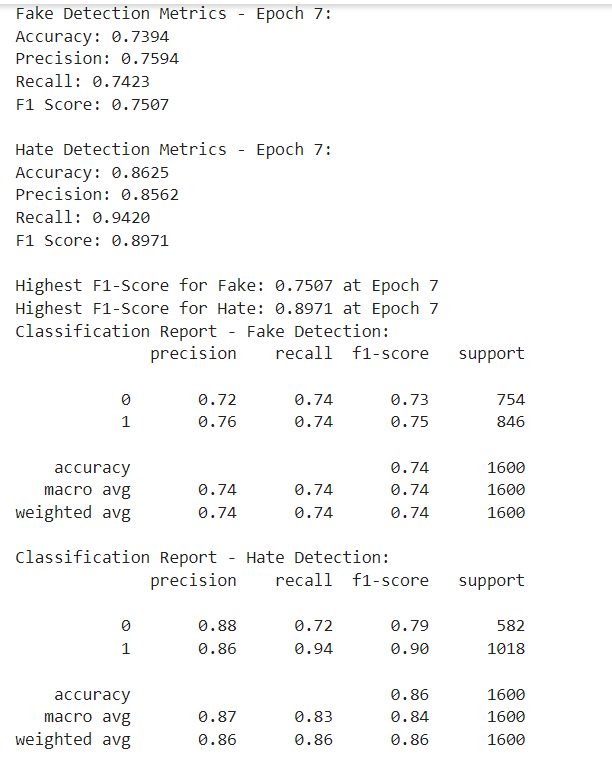 Fake Detection Metrics - Epoch 7:
Accuracy: 0.7394
Precision: 0.7594
Recall: 0.7423
F1 Score: 0.7507
Hate Detection Metrics - Epoch 7:
Accuracy: 0.8625
Precision: 0.8562
Recall: 0.9420
F1 Score: 0.8971
Highest F1-Score for Fake: 0.7507 at Epoch 7
Highest F1-Score for Hate: 0.8971 at Epoch 7
Classification Report - Fake Detection:
precision recall f1-score support
0 0.72 0.74 0.73 754
1 0.76 0.74 0.75 846
accuracy 0.74 1600
macro avg 0.74 0.74 0.74 1600
weighted avg 0.74 0.74 0.74 1600
Classification Report - Hate Detection:
precision recall f1-score support
0 0.88 0.72 0.79 582
1 0.86 0.94 0.90 1018
accuracy 0.86 1600
macro avg 0.87 0.83 0.84 1600
weighted avg 0.86 0.86 0.86 1600